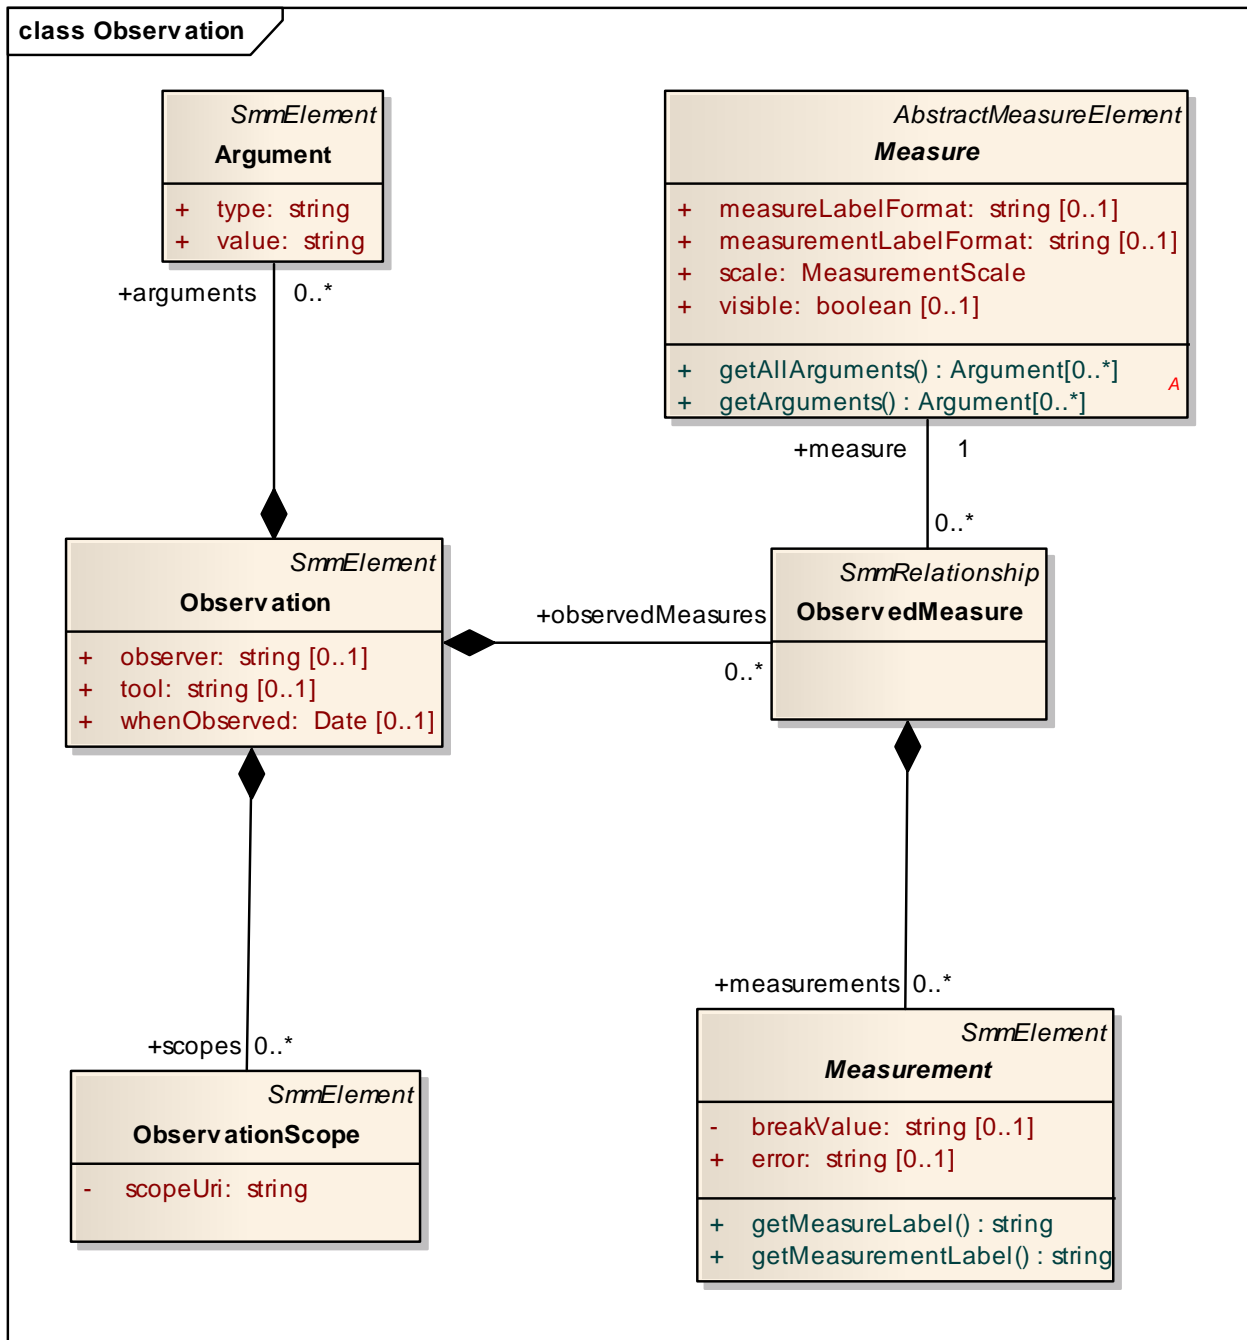 class Observation
SmmElement
Argument
+ type: string
+ value: string
AbstractMeasureElement
Measure
+ measureLabelFormat: string [0..1]
+ measurementLabelFormat: string [0..1]
+ scale: MeasurementScale
+ visible: boolean [0..1]
+ getAllArguments() : Argument[0..*]
+ getArguments() : Argument[0..*]
A
+arguments 0..*
+measure 1
0..*
SmmElement
Observation
+ observer: string [0..1]
+ tool: string [0..1]
+ whenObserved: Date [0..1]
+observedMeasures
0..*
SmmRelationship
ObservedMeasure
+scopes 0..*
SmmElement
ObservationScope
- scopeUri: string
+measurements 0..*
SmmElement
Measurement
- breakValue: string [0..1]
+ error: string [0..1]
+ getMeasureLabel() : string
+ getMeasurementLabel() : string